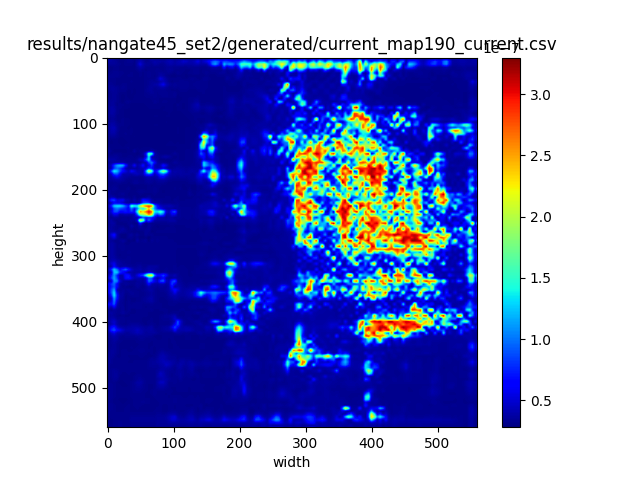 results/nangate45_set2/generated/current_map190_current.csv
1e−7
0
100
200
300
400
500
height
0 100 200 300 400 500
width
3.0
2.5
2.0
1.5
1.0
0.5